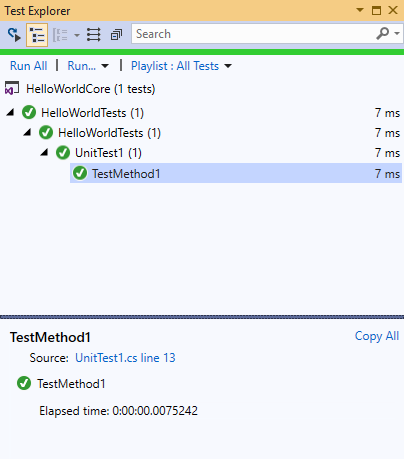 Test Explorer
Search
Run All | Run... | Playlist : All Tests
HelloWorldCore (1 tests)
HelloWorldTests (1) 7 ms
HelloWorldTests (1) 7 ms
UnitTest1 (1) 7 ms
TestMethod1 7 ms
TestMethod1 Copy All
Source: UnitTest1.cs line 13
TestMethod1
Elapsed time: 0:00:00.0075242